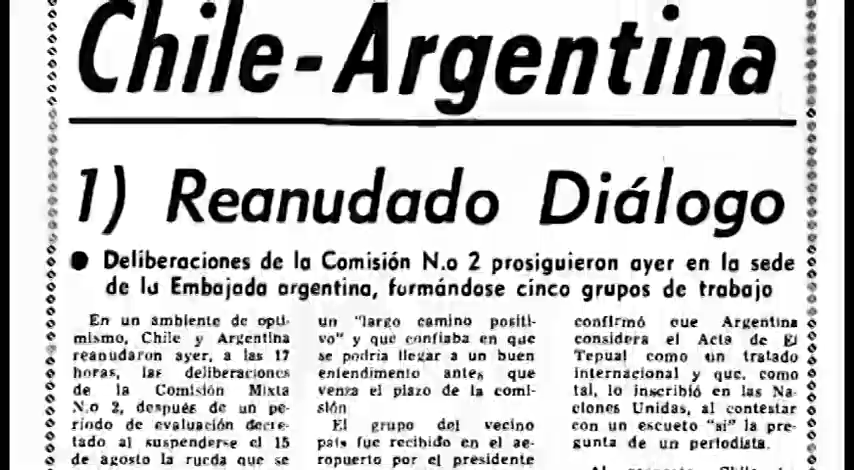 Chile-Argentina
1) Reanudado Diálogo
● Deliberaciones de la Comisión N.o 2 prosiguieron ayer en la sede
de la Embajada argentina, formándose cinco grupos de trabajo
En un ambiente de opti-
mismo, Chile y Argentina
reanudaron ayer, a las 17
horas, las deliberaciones
de la Comisión Mixta
N.o 2, después de un pe-
ríodo de evaluación decre-
tado al suspenderse el 15
de agosto la rueda que se
un "largo camino positi-
vo" y que confiaba en que
se podría llegar a un buen
entendimiento antes que
venza el plazo de la comi-
sión
El grupo del vecino
país fue recibido en el ae-
ropuerto por el presidente
confirmó que Argentina
considera el Acta de El
Tepual como un tratado
internacional y que, como
tal, lo inscribió en las Na-
ciones Unidas, al contestar
con un escueto "sí" la pre-
gunta de un periodista.